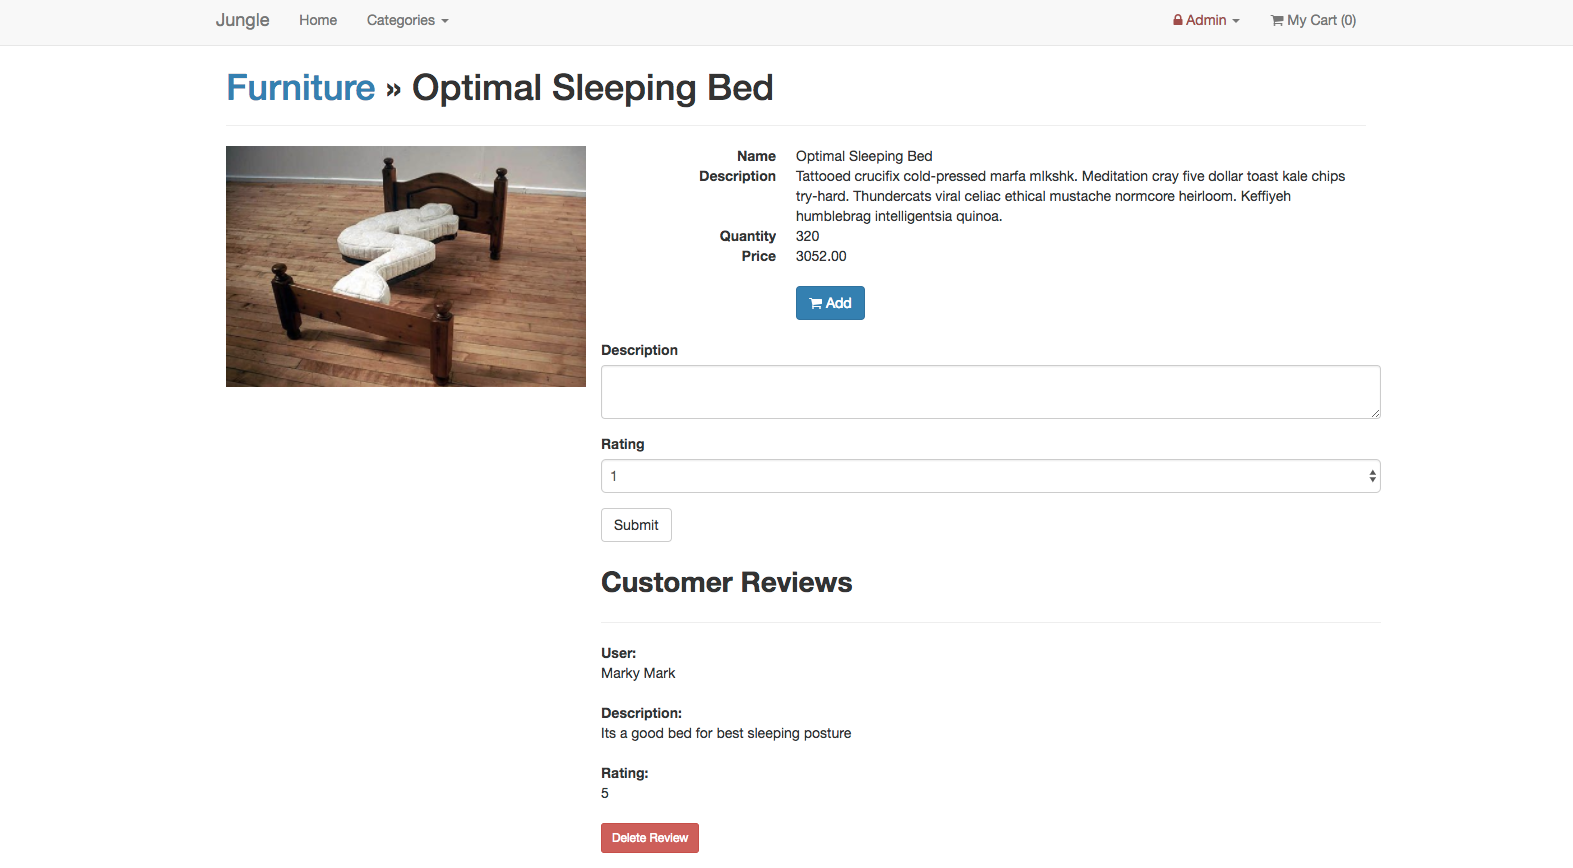 Jungle Home Categories Admin My Cart (0)
Furniture » Optimal Sleeping Bed
Name Optimal Sleeping Bed
Description Tattooed crucifix cold-pressed marfa mlkshk. Meditation cray five dollar toast kale chips
try-hard. Thundercats viral celiac ethical mustache normcore heirloom. Keffiyeh
humblebrag intelligentsia quinoa.
Quantity 320
Price 3052.00
Add
Description
Rating
1
Submit
Customer Reviews
User:
Marky Mark
Description:
Its a good bed for best sleeping posture
Rating:
5
Delete Review